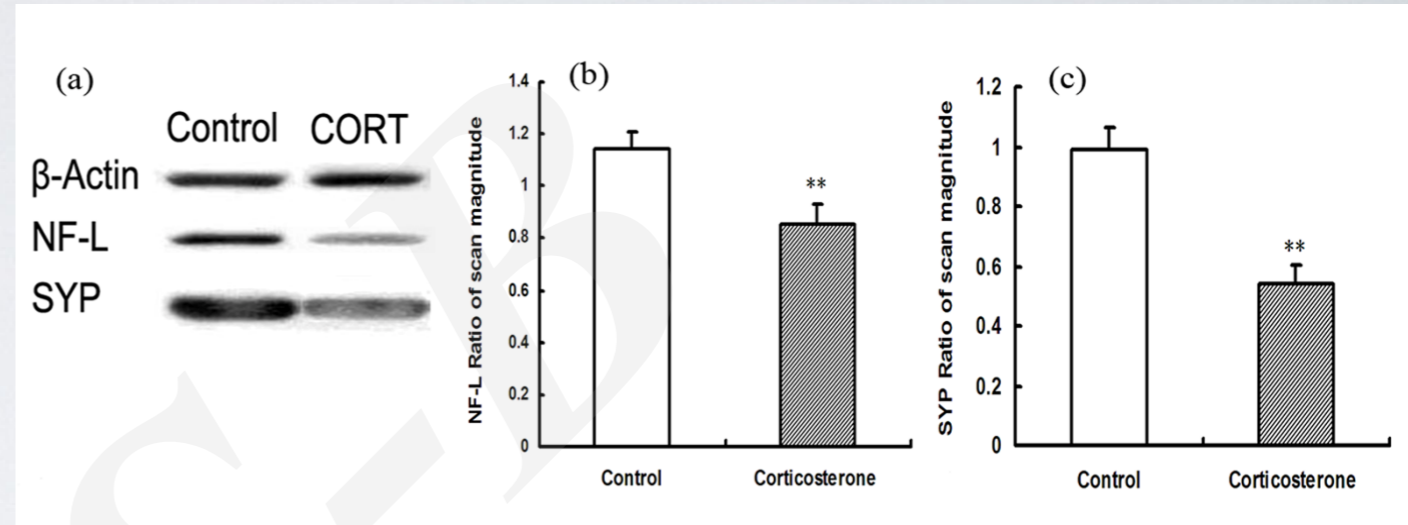 (a)
Control CORT
β-Actin
NF-L
SYP
(b)
NF-L Ratio of scan magnitude
1.4
1.2
1
0.8
0.6
0.4
0.2
0
**
Control Corticosterone
(c)
SYP Ratio of scan magnitude
1.2
1
0.8
0.6
0.4
0.2
0
**
Control Corticosterone